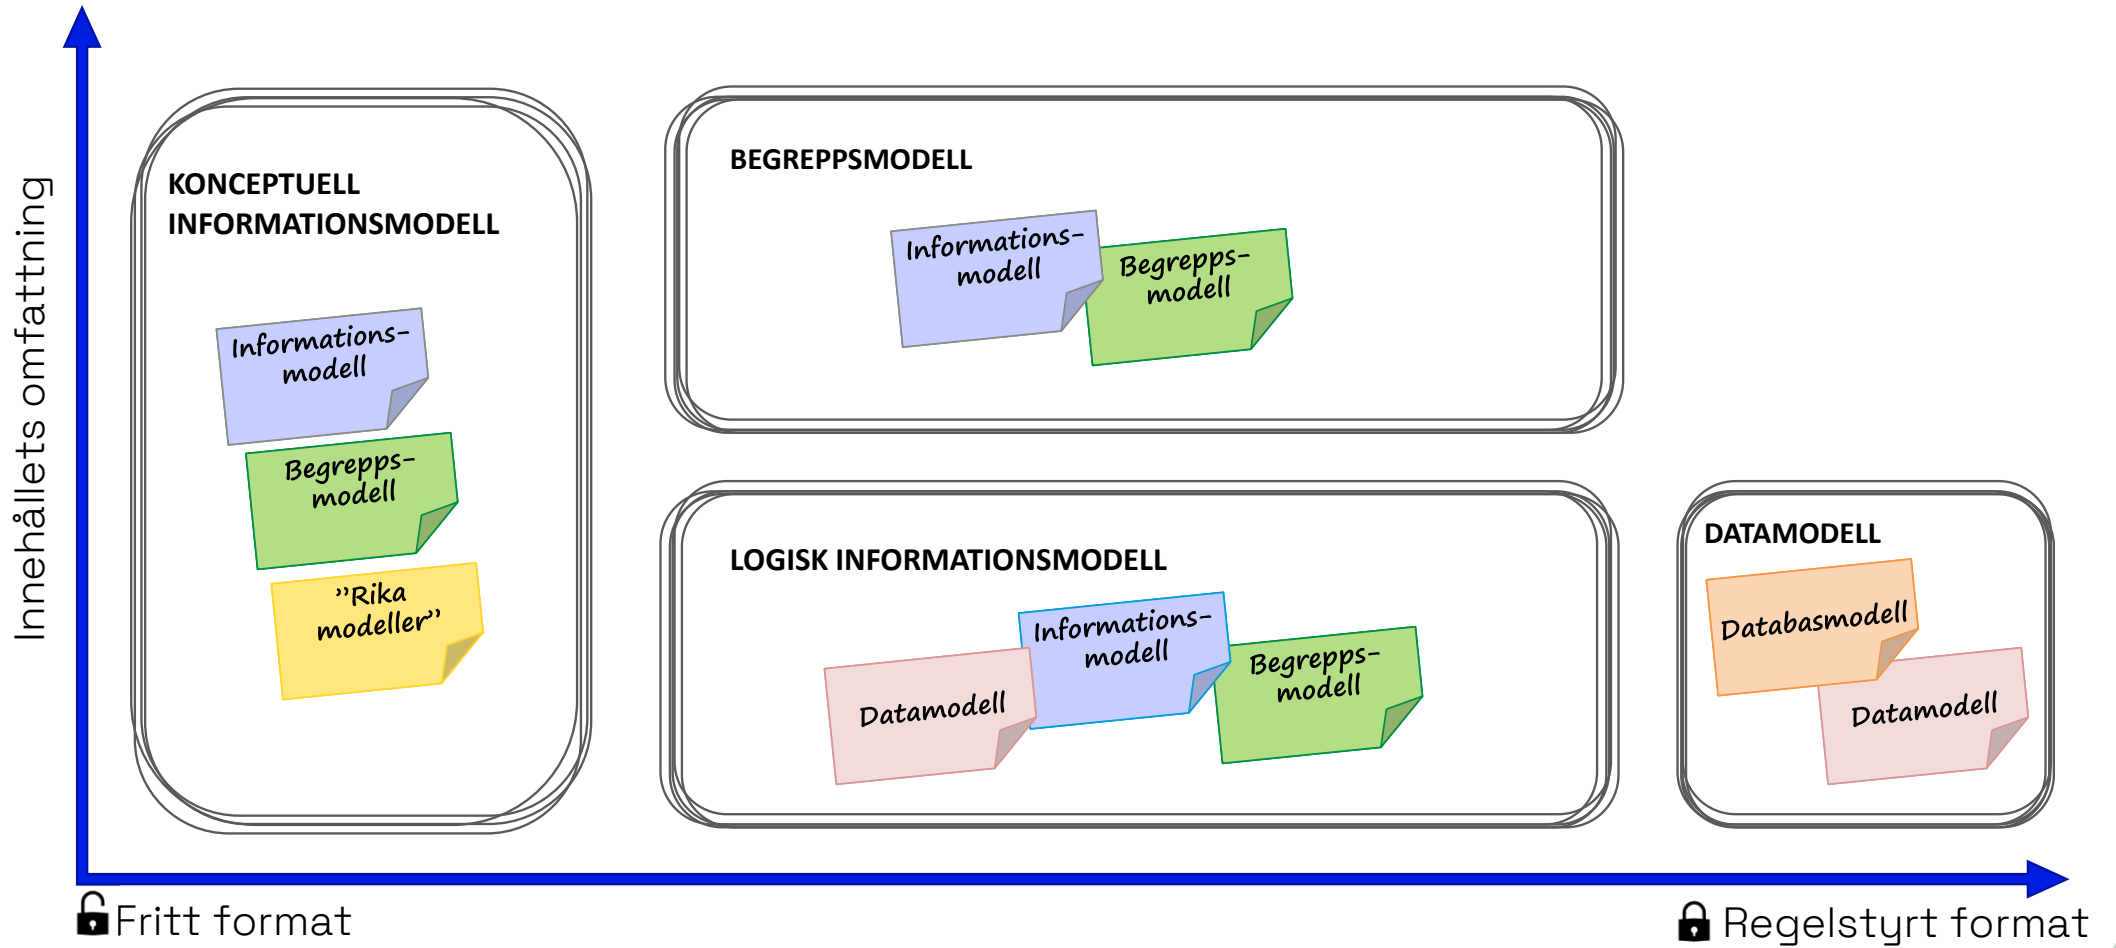 Innehållets omfattning
KONCEPTUELL
INFORMATIONSMODELL
Informations-
modell
Begrepps-
modell
”Rika
modeller”
BEGREPPSMODELL
Informations-
modell
Begrepps-
modell
LOGISK INFORMATIONSMODELL
Datamodell
Informations-
modell
Begrepps-
modell
DATAMODELL
Databasmodell
Datamodell
Fritt format
Regelstyrt format